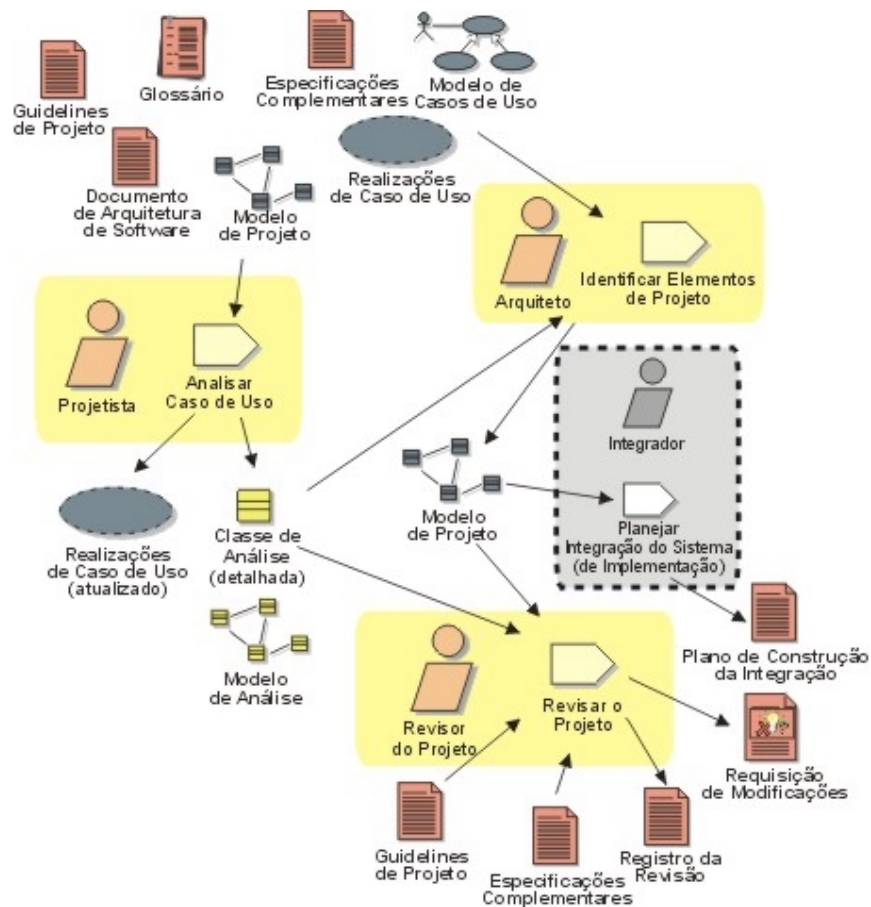 Guidelines
de Projeto
Glossário
Especificações
Complementares
Modelo de
Casos de Uso
Documento
de Arquitetura
de Software
Modelo
de Projeto
Realizações
de Caso de Uso
Arquiteto
Identificar Elementos
de Projeto
Projetista
Analisar
Caso de Uso
Integrador
Planejar
Integração do Sistema
(de Implementação)
Realizações
de Caso de Uso
(atualizado)
Classe de
Análise
(detalhada)
Modelo
de Projeto
Modelo
de Análise
Plano de Construção
da Integração
Revisor
do Projeto
Revisar o
Projeto
Requisição
de Modificações
Guidelines
de Projeto
Especificações
Complementares
Registro da
Revisão